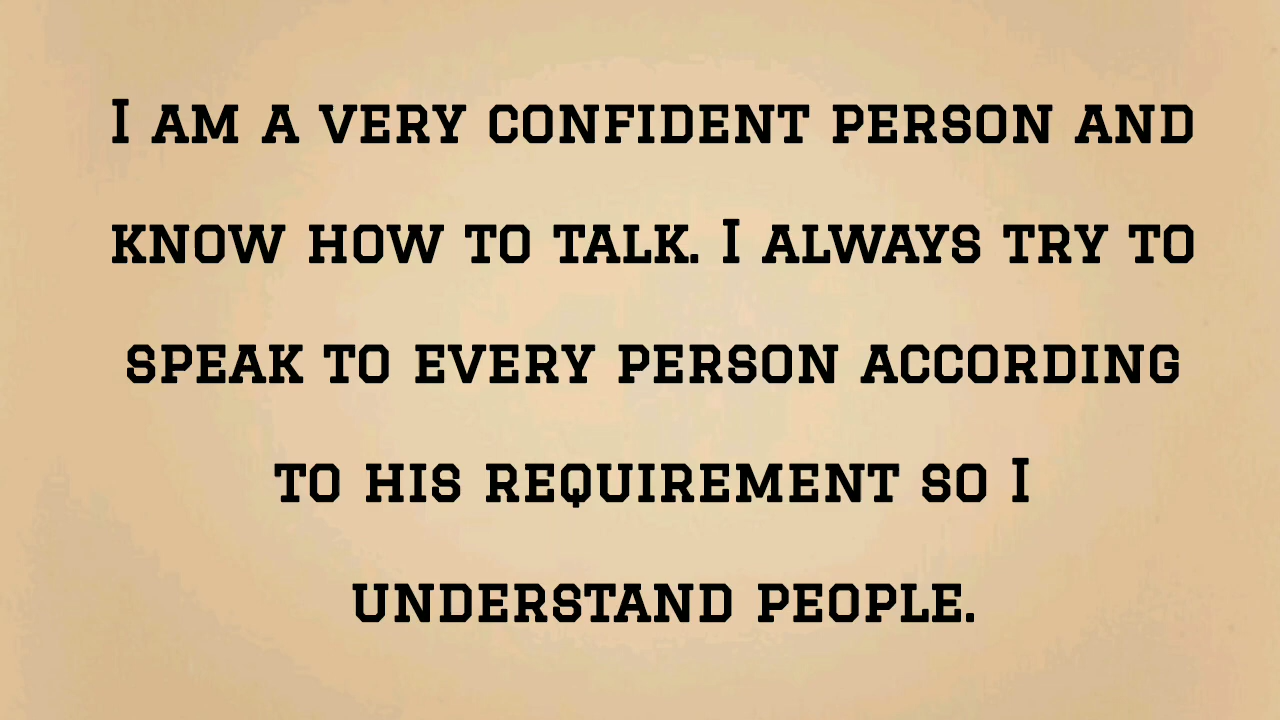 I am a very confident person and
know how to talk. I always try to
speak to every person according
to his requirement so I
understand people.